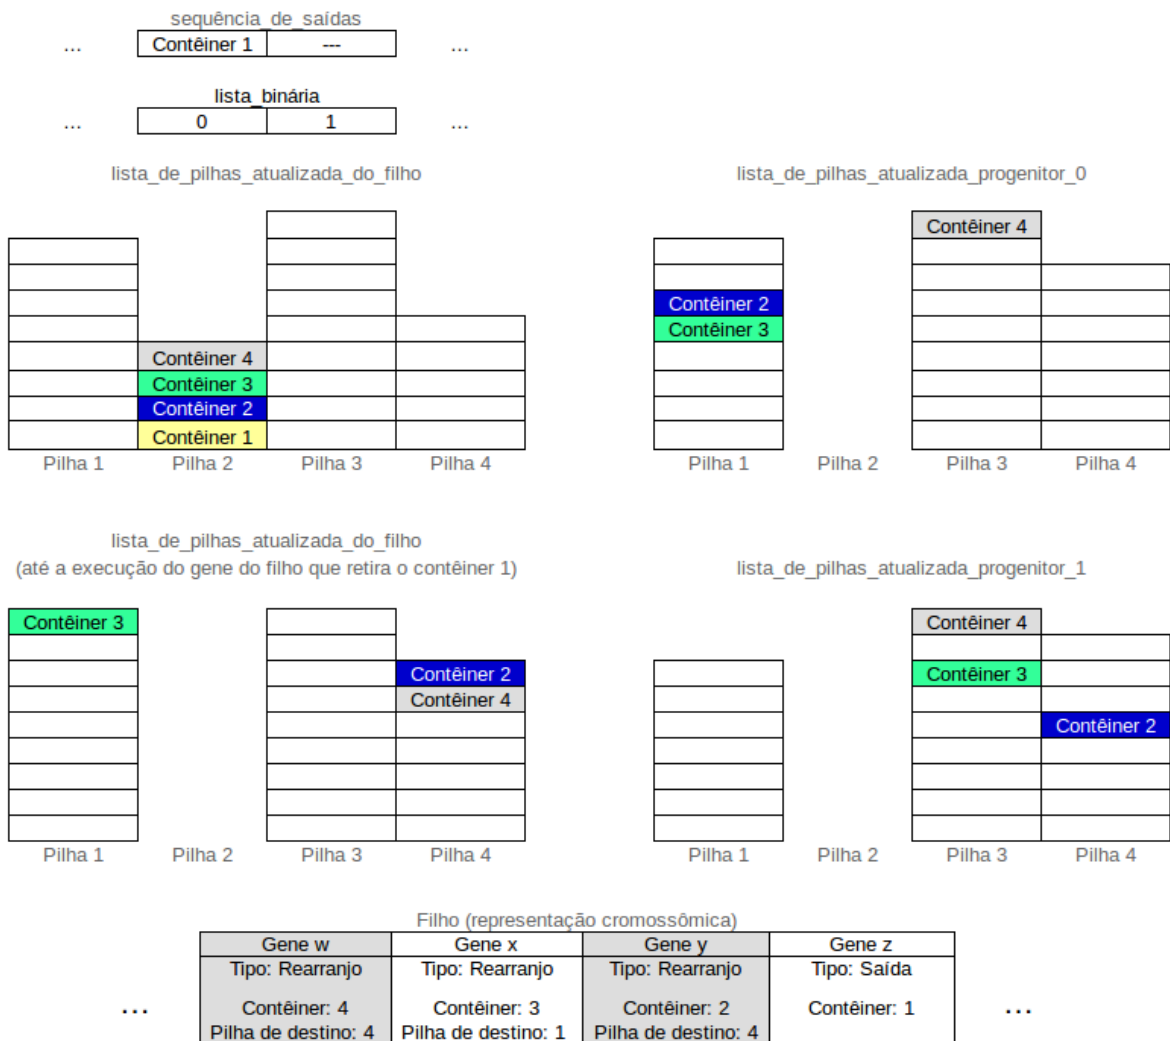 sequência_de_saídas
... Contêiner 1 --- ...
lista_binária
... 0 1 ...
lista_de_pilhas_atualizada_do_filho
Contêiner 4
Contêiner 3
Contêiner 2
Contêiner 1
Pilha 1 Pilha 2 Pilha 3 Pilha 4
lista_de_pilhas_atualizada_progenitor_0
Contêiner 4
Contêiner 2
Contêiner 3
Pilha 1 Pilha 2 Pilha 3 Pilha 4
lista_de_pilhas_atualizada_do_filho
(até a execução do gene do filho que retira o contêiner 1)
Contêiner 3
Contêiner 2
Contêiner 4
Pilha 1 Pilha 2 Pilha 3 Pilha 4
lista_de_pilhas_atualizada_progenitor_1
Contêiner 4
Contêiner 3
Contêiner 2
Pilha 1 Pilha 2 Pilha 3 Pilha 4
Filho (representação cromossômica)
Gene w Gene x Gene y Gene z
Tipo: Rearranjo Tipo: Rearranjo Tipo: Rearranjo Tipo: Saída
... Contêiner: 4 Contêiner: 3 Contêiner: 2 Contêiner: 1 ...
Pilha de destino: 4 Pilha de destino: 1 Pilha de destino: 4